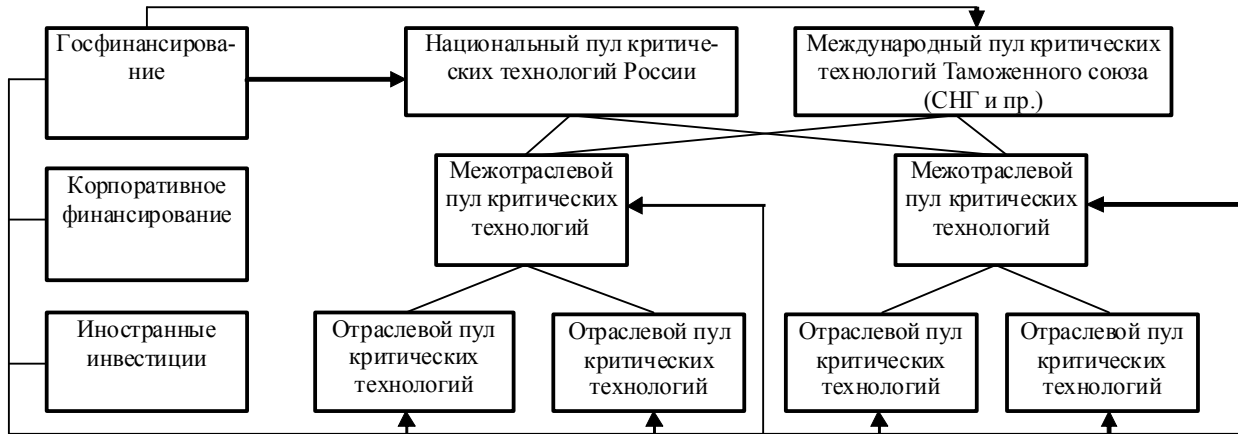 Госфинансирова-
ние
Национальный пул критиче-
ских технологий России
Международный пул критических
технологий Таможенного союза
(СНГ и пр.)
Корпоративное
финансирование
Межотраслевой
пул критических
технологий
Межотраслевой
пул критических
технологий
Иностранные
инвестиции
Отраслевой пул
критических
технологий
Отраслевой пул
критических
технологий
Отраслевой пул
критических
технологий
Отраслевой пул
критических
технологий